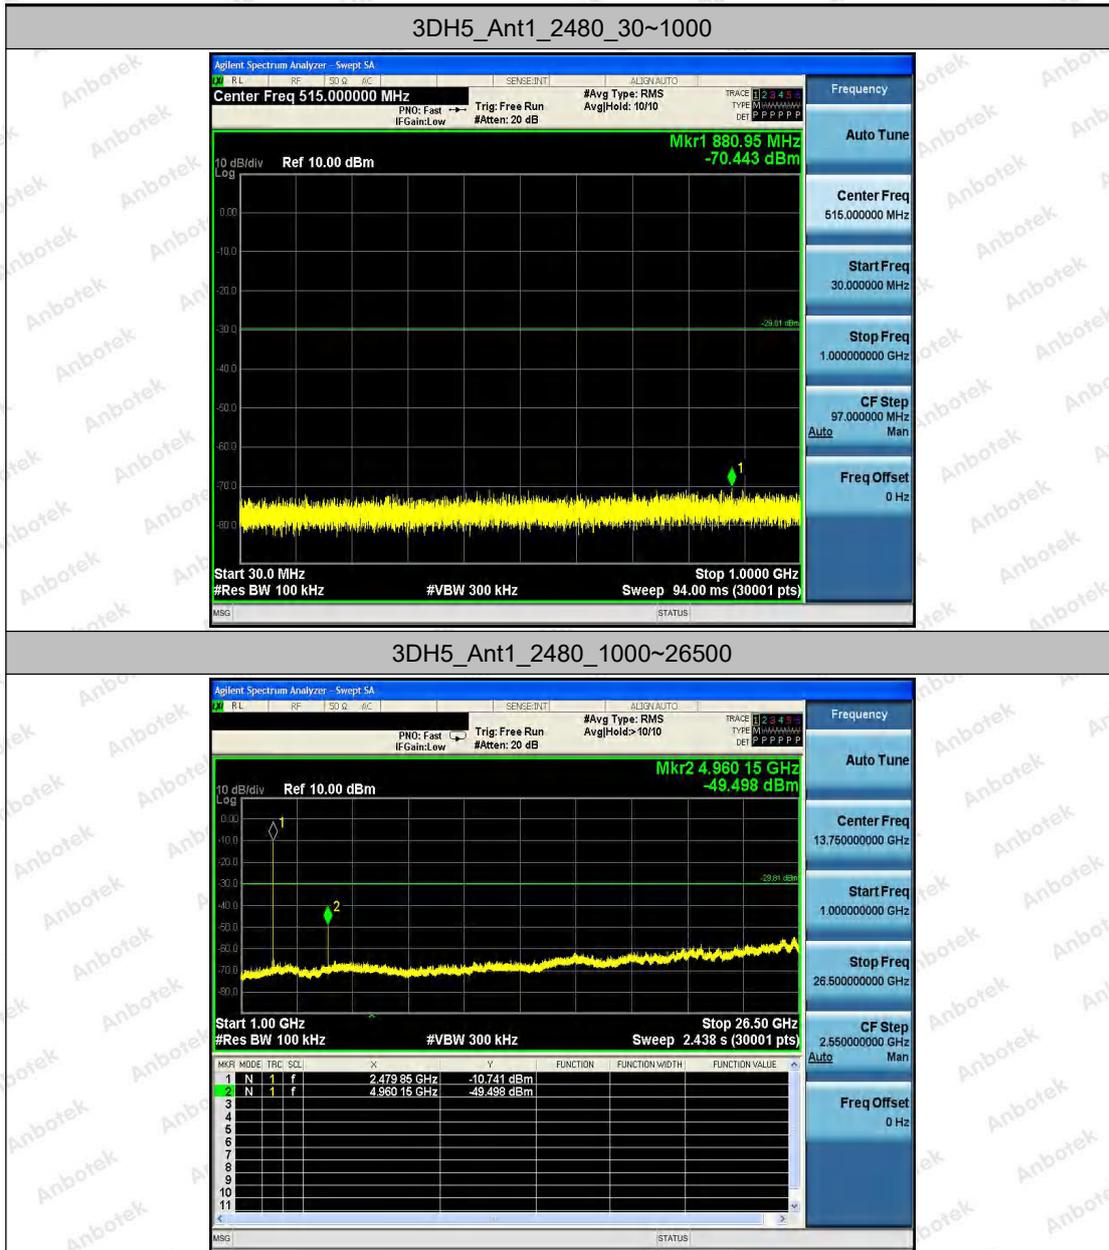 3DH5_Ant1_2480_30~1000
Agilent Spectrum Analyzer - Swept SA
RL RF 50 Ω AC SENSE:INT ALIGN AUTO
Center Freq 515.000000 MHz
PNO: Fast
IFGain:Low
Trig: Free Run
#Atten: 20 dB
#Avg Type: RMS
Avg|Hold: 10/10
TRACE 1 2 3 4 5 6
TYPE M
DET P P P P P P
Mkr1 880.95 MHz
-70.443 dBm
10 dB/div Ref 10.00 dBm
Log
0.00
-10.0
-20.0
-30.0
-40.0
-50.0
-60.0
-70.0
-80.0
1
Start 30.0 MHz Stop 1.0000 GHz
#Res BW 100 kHz #VBW 300 kHz Sweep 94.00 ms (30001 pts)
MSG STATUS
Frequency
Auto Tune
Center Freq
515.000000 MHz
Start Freq
30.000000 MHz
Stop Freq
1.000000000 GHz
CF Step
97.000000 MHz
Auto Man
Freq Offset
0 Hz
3DH5_Ant1_2480_1000~26500
Agilent Spectrum Analyzer - Swept SA
RL RF 50 Ω AC SENSE:INT ALIGN AUTO
PNO: Fast
IFGain:Low
Trig: Free Run
#Atten: 20 dB
#Avg Type: RMS
Avg|Hold:>10/10
TRACE 1 2 3 4 5 6
TYPE M
DET P P P P P P
Mkr2 4.960 15 GHz
-49.498 dBm
10 dB/div Ref 10.00 dBm
Log
0.00
-10.0
-20.0
-30.0
-40.0
-50.0
-60.0
-70.0
-80.0
1
2
Start 1.00 GHz Stop 26.50 GHz
#Res BW 100 kHz #VBW 300 kHz Sweep 2.438 s (30001 pts)
MKR MODE TRC SCL X Y FUNCTION FUNCTION WIDTH FUNCTION VALUE
1 N 1 f 2.479 85 GHz -10.741 dBm
2 N 1 f 4.960 15 GHz -49.498 dBm
3
4
5
6
7
8
9
10
11
MSG STATUS
Frequency
Auto Tune
Center Freq
13.750000000 GHz
Start Freq
1.000000000 GHz
Stop Freq
26.500000000 GHz
CF Step
2.550000000 GHz
Auto Man
Freq Offset
0 Hz
Anbotek